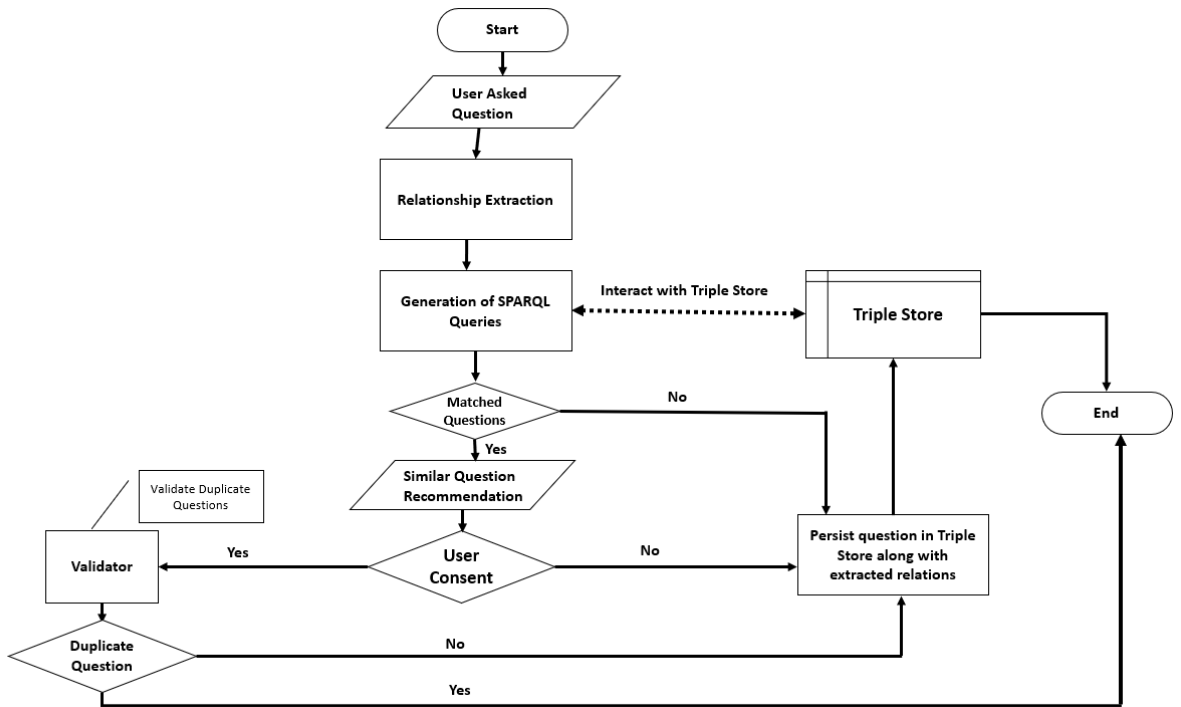 Start
User Asked
Question
Relationship Extraction
Generation of SPARQL
Queries
Interact with Triple Store
Triple Store
Matched
Questions
No
End
Yes
Similar Question
Recommendation
Validate Duplicate
Questions
Validator
Yes
User
Consent
No
Persist question in Triple
Store along with
extracted relations
Duplicate
Question
No
Yes